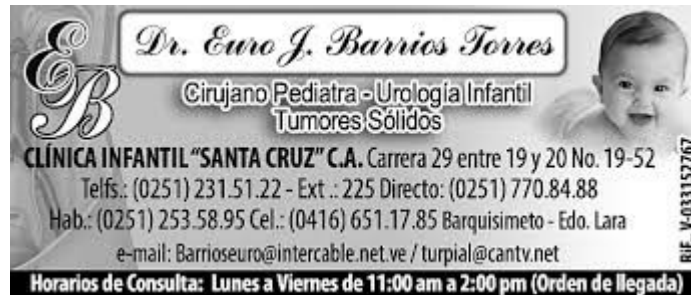 EB
Dr. Euro J. Barrios Torres
Cirujano Pediatra - Urología Infantil
Tumores Sólidos
CLÍNICA INFANTIL "SANTA CRUZ" C.A. Carrera 29 entre 19 y 20 No. 19-52
Telfs.: (0251) 231.51.22 - Ext .: 225 Directo: (0251) 770.84.88
Hab.: (0251) 253.58.95 Cel.: (0416) 651.17.85 Barquisimeto - Edo. Lara
e-mail: Barrioseuro@intercable.net.ve / turpial@cantv.net
RIF. V-033152767
Horarios de Consulta: Lunes a Viernes de 11:00 am a 2:00 pm (Orden de llegada)